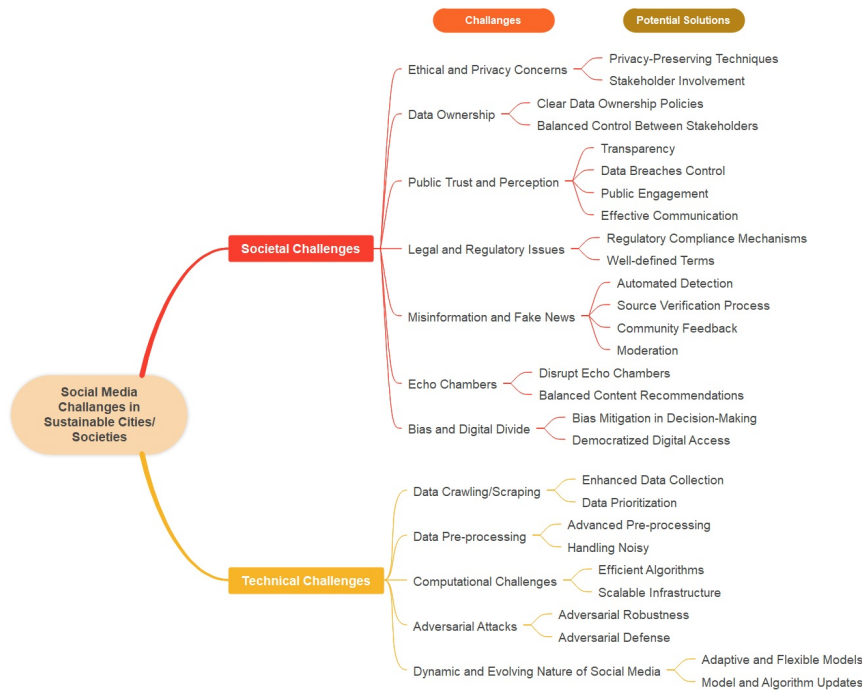 Challanges
Potential Solutions
Ethical and Privacy Concerns
Privacy-Preserving Techniques
Stakeholder Involvement
Data Ownership
Clear Data Ownership Policies
Balanced Control Between Stakeholders
Public Trust and Perception
Transparency
Data Breaches Control
Public Engagement
Effective Communication
Societal Challenges
Legal and Regulatory Issues
Regulatory Compliance Mechanisms
Well-defined Terms
Misinformation and Fake News
Automated Detection
Source Verification Process
Community Feedback
Moderation
Echo Chambers
Disrupt Echo Chambers
Balanced Content Recommendations
Bias and Digital Divide
Bias Mitigation in Decision-Making
Democratized Digital Access
Social Media
Challanges in
Sustainable Cities/
Societies
Data Crawling/Scraping
Enhanced Data Collection
Data Prioritization
Data Pre-processing
Advanced Pre-processing
Handling Noisy
Technical Challenges
Computational Challenges
Efficient Algorithms
Scalable Infrastructure
Adversarial Attacks
Adversarial Robustness
Adversarial Defense
Dynamic and Evolving Nature of Social Media
Adaptive and Flexible Models
Model and Algorithm Updates